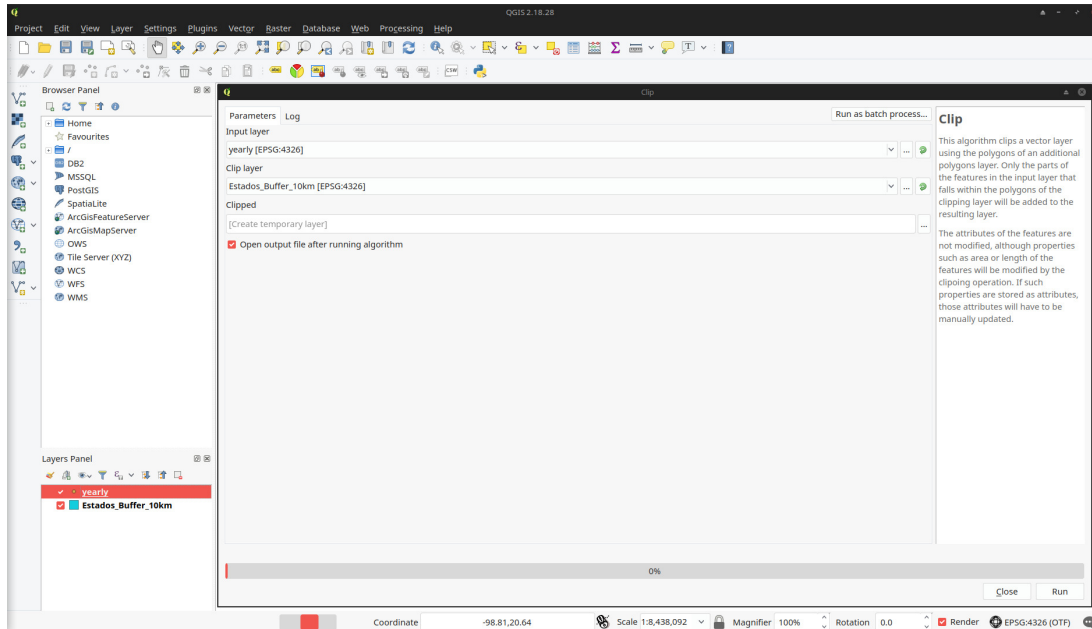 QGIS 2.18.28
Project Edit View Layer Settings Plugins Vector Raster Database Web Processing Help
Browser Panel
Home
Favourites
/
DB2
MSSQL
PostGIS
SpatiaLite
ArcGisFeatureServer
ArcGisMapServer
OWS
Tile Server (XYZ)
WCS
WFS
WMS
Layers Panel
yearly
Estados_Buffer_10km
Clip
Parameters Log
Run as batch process...
Input layer
yearly [EPSG:4326]
...
Clip layer
Estados_Buffer_10km [EPSG:4326]
...
Clipped
[Create temporary layer]
...
Open output file after running algorithm
Clip
This algorithm clips a vector layer
using the polygons of an additional
polygons layer. Only the parts of
the features in the input layer that
falls within the polygons of the
clipping layer will be added to the
resulting layer.
The attributes of the features are
not modified, although properties
such as area or length of the
features will be modified by the
clipoing operation. If such
properties are stored as attributes,
those attributes will have to be
manually updated.
0%
Close Run
Coordinate -98.81,20.64 Scale 1:8,438,092 Magnifier 100% Rotation 0.0 Render EPSG:4326 (OTF)